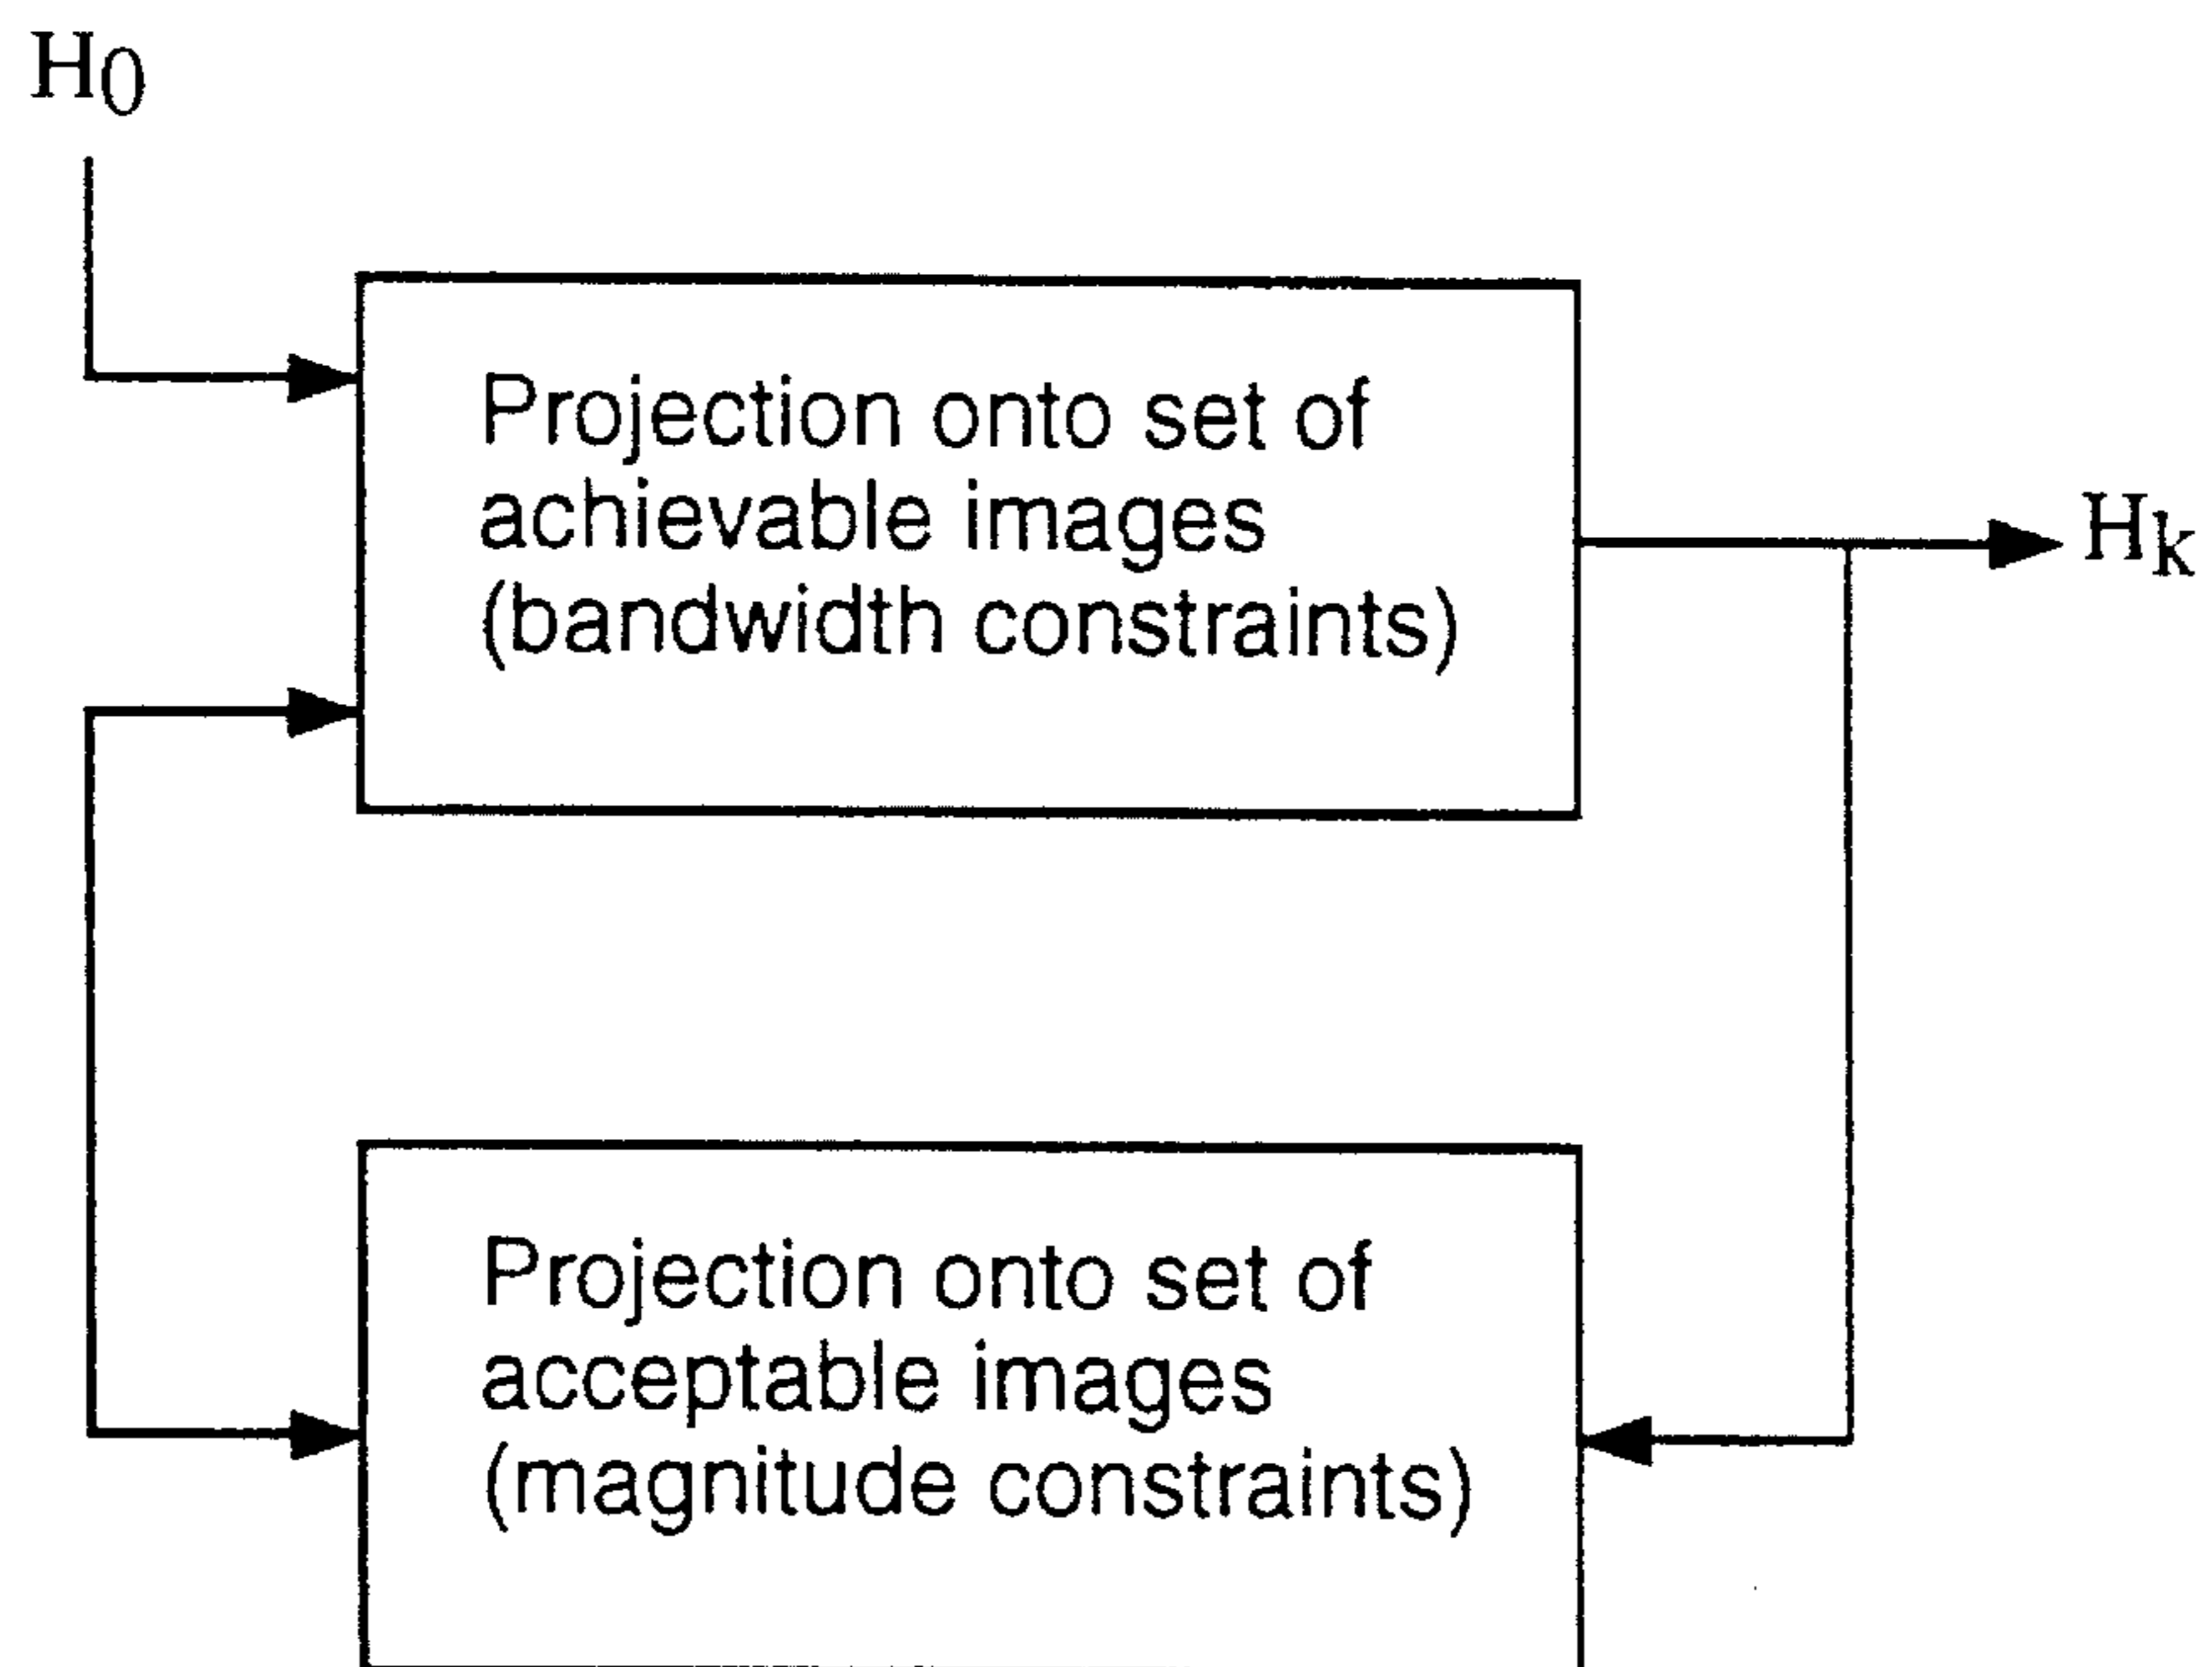 H0
Projection onto set of
achievable images
(bandwidth constraints)
Hk
Projection onto set of
acceptable images
(magnitude constraints)